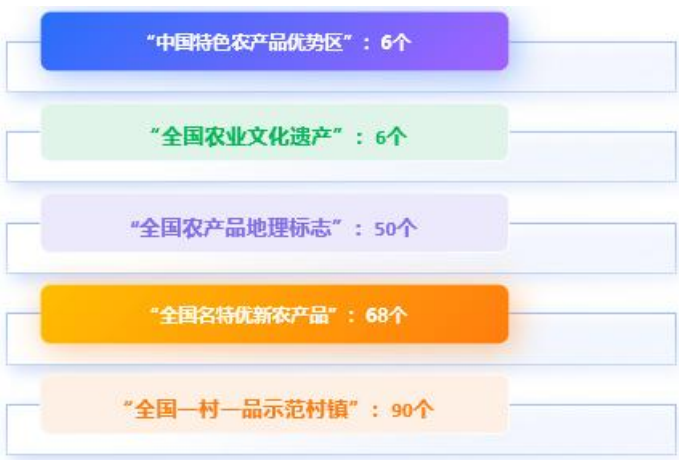 “中国特色农产品优势区”：6个
“全国农业文化遗产”：6个
“全国农产品地理标志”：50个
“全国名特优新农产品”：68个
“全国一村一品示范村镇”：90个